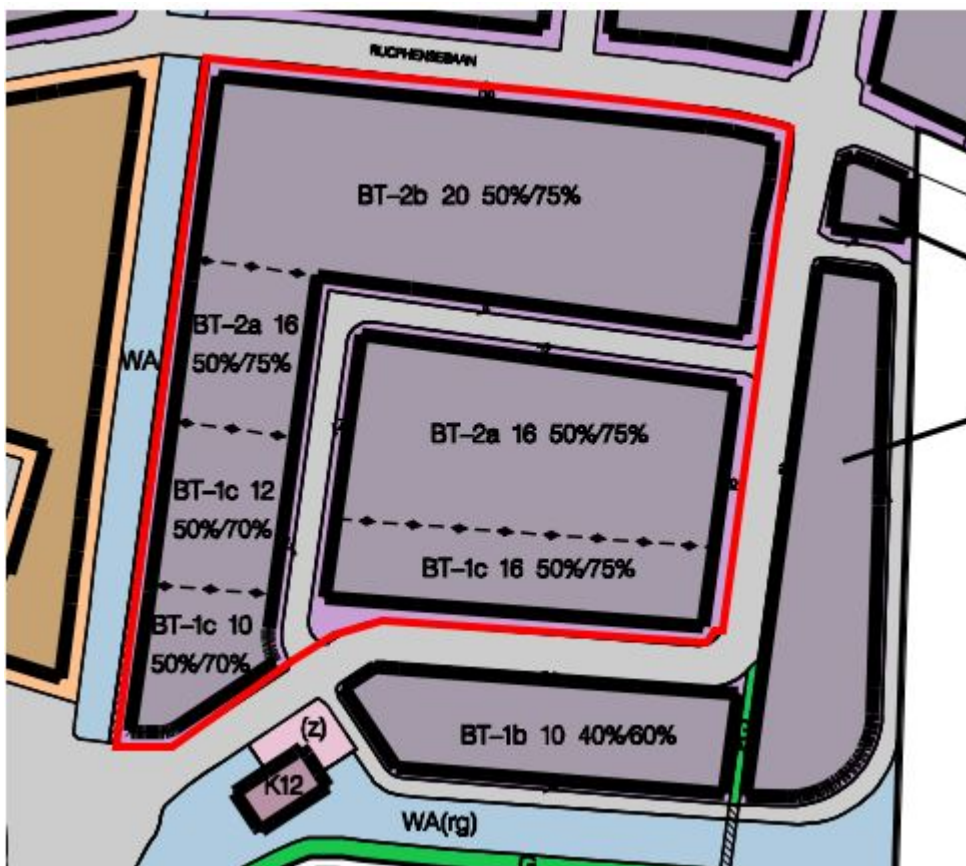 RIJCPHENSEBAAN
BT-2b 20 50%/75%
BT-2a 16
50%/75%
WA
BT-2a 16 50%/75%
BT-1c 12
50%/70%
BT-1c 16 50%/75%
BT-1c 10
50%/70%
(z)
BT-1b 10 40%/60%
K12
WA(rg)
G
G